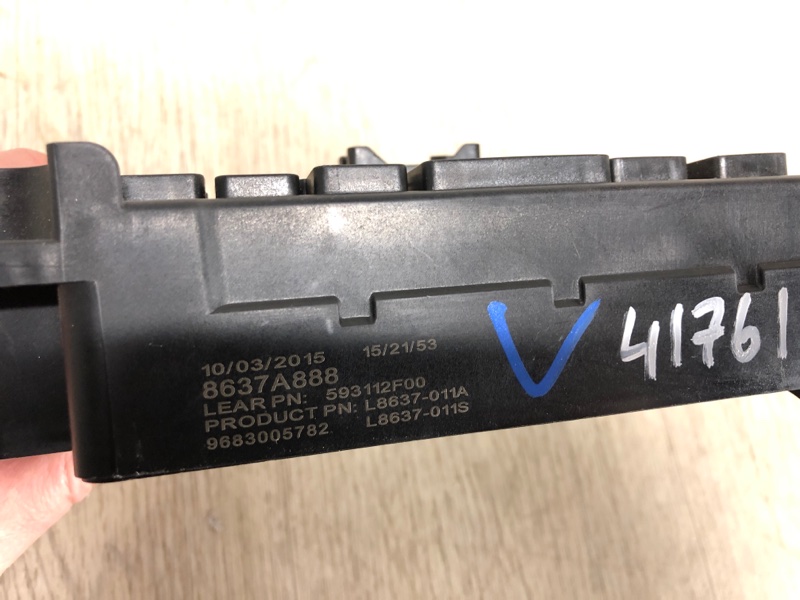 10/03/2015 15/21/53
8637A888
LEAR PN: 593112F00
PRODUCT PN: L8637-011A
9683005782 L8637-011S
V 41761